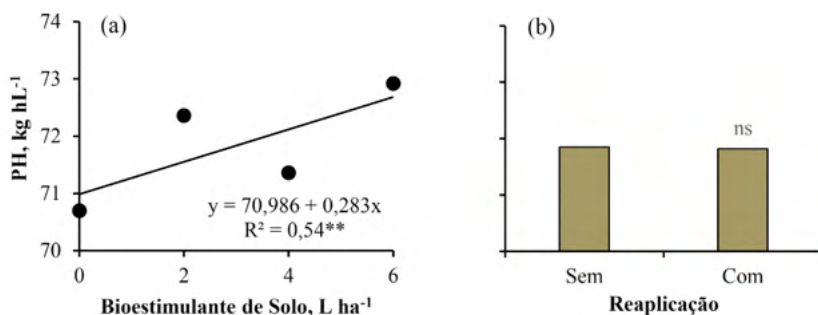 (a)
PH, kg hL⁻¹
74
73
72
71
70
y = 70,986 + 0,283x
R² = 0,54**
0 2 4 6
Bioestimulante de Solo, L ha⁻¹
(b)
ns
Sem Com
Reaplicação